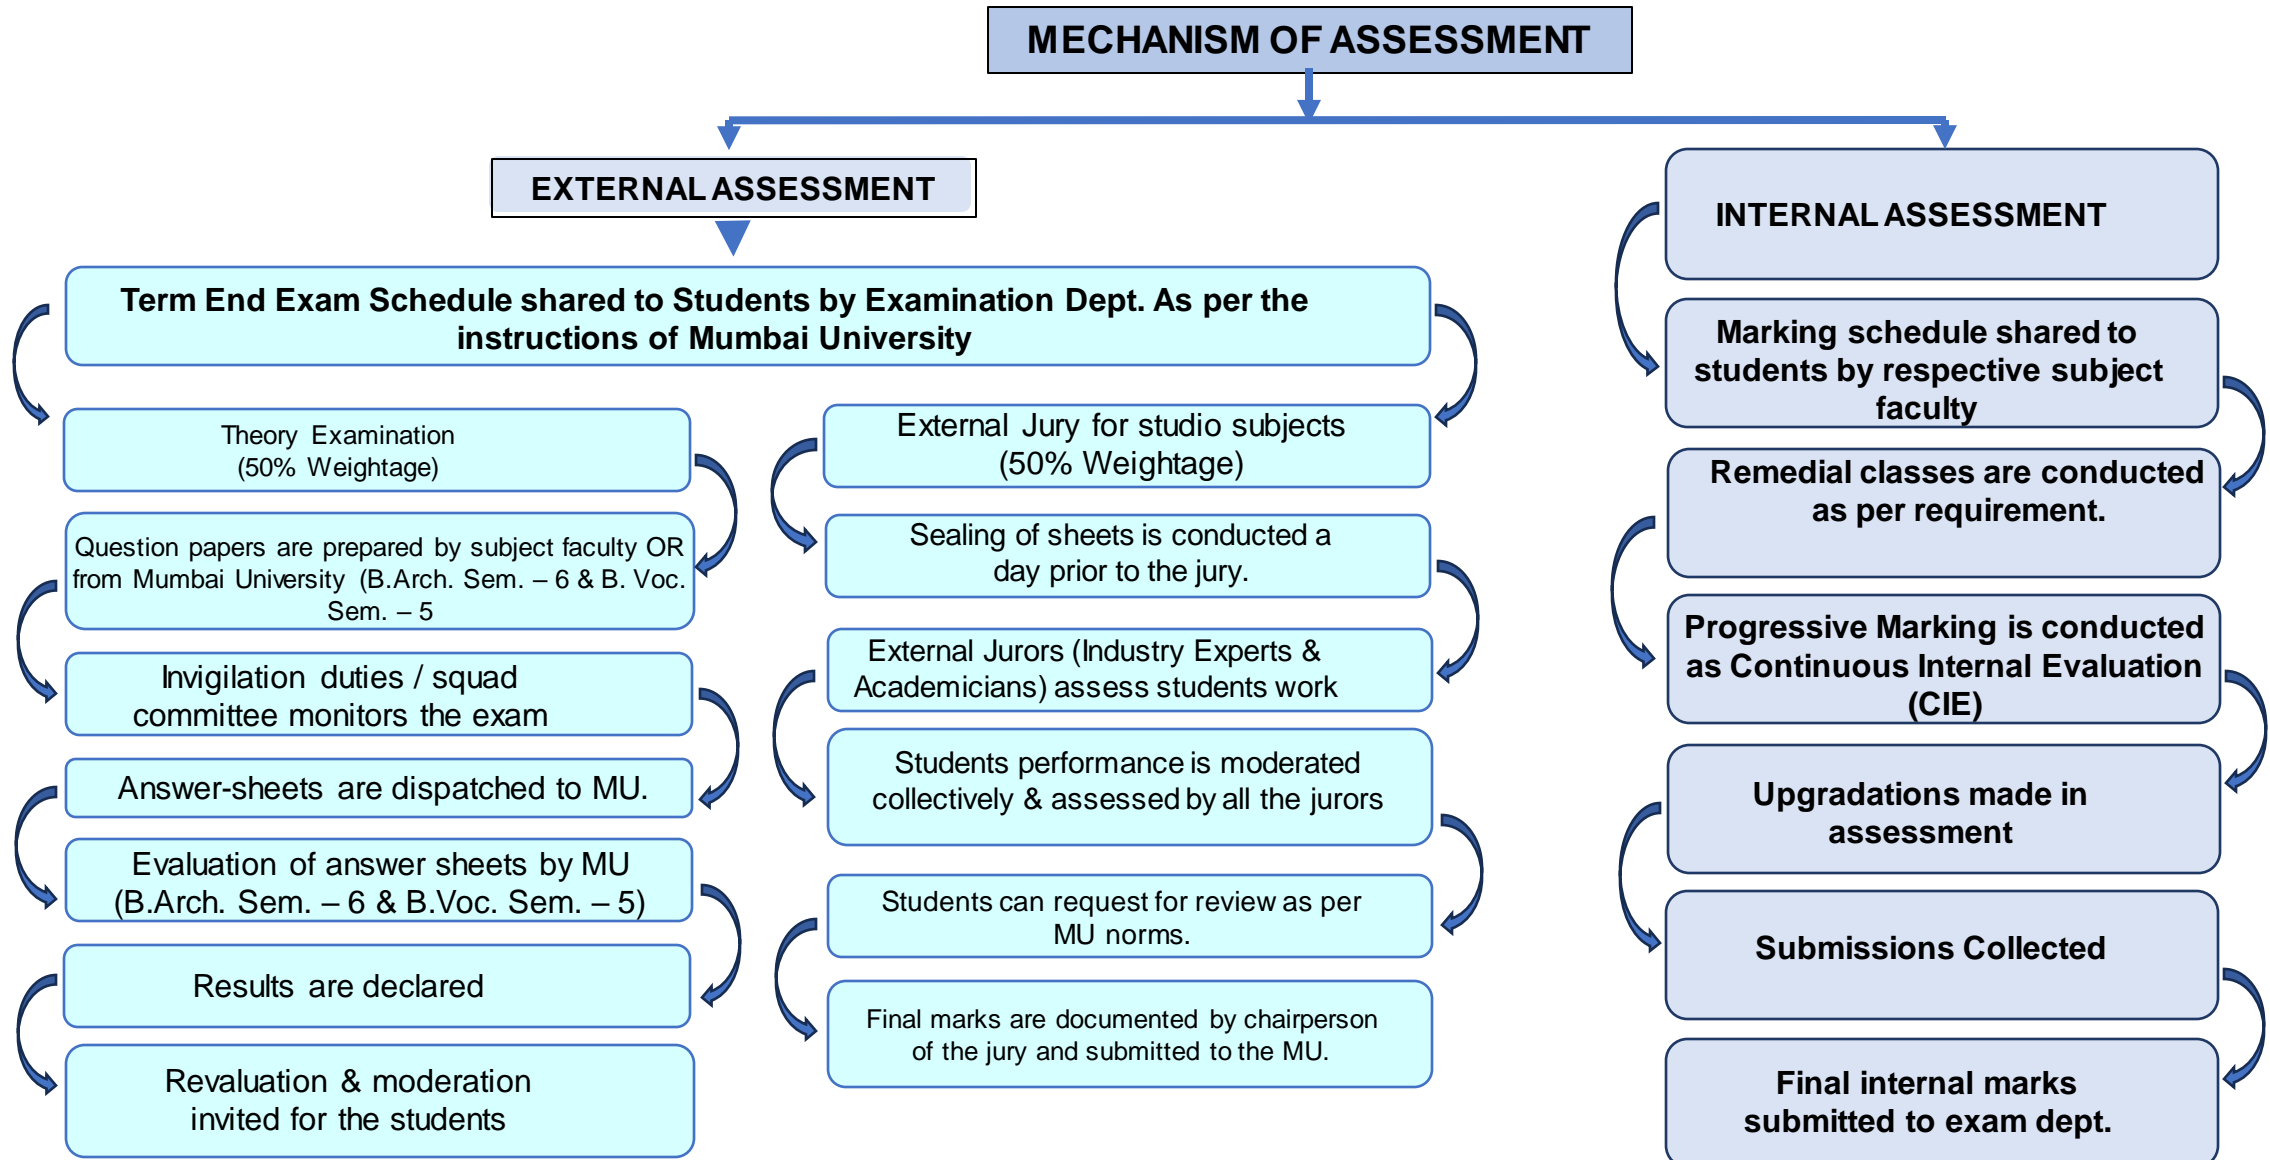 MECHANISM OF ASSESSMENT
EXTERNAL ASSESSMENT
Term End Exam Schedule shared to Students by Examination Dept. As per the
instructions of Mumbai University
Theory Examination
(50% Weightage)
Question papers are prepared by subject faculty OR
from Mumbai University (B.Arch. Sem. – 6 & B. Voc.
Sem. – 5
Invigilation duties / squad
committee monitors the exam
Answer-sheets are dispatched to MU.
Evaluation of answer sheets by MU
(B.Arch. Sem. – 6 & B.Voc. Sem. – 5)
Results are declared
Revaluation & moderation
invited for the students
External Jury for studio subjects
(50% Weightage)
Sealing of sheets is conducted a
day prior to the jury.
External Jurors (Industry Experts &
Academicians) assess students work
Students performance is moderated
collectively & assessed by all the jurors
Students can request for review as per
MU norms.
Final marks are documented by chairperson
of the jury and submitted to the MU.
INTERNAL ASSESSMENT
Marking schedule shared to
students by respective subject
faculty
Remedial classes are conducted
as per requirement.
Progressive Marking is conducted
as Continuous Internal Evaluation
(CIE)
Upgradations made in
assessment
Submissions Collected
Final internal marks
submitted to exam dept.